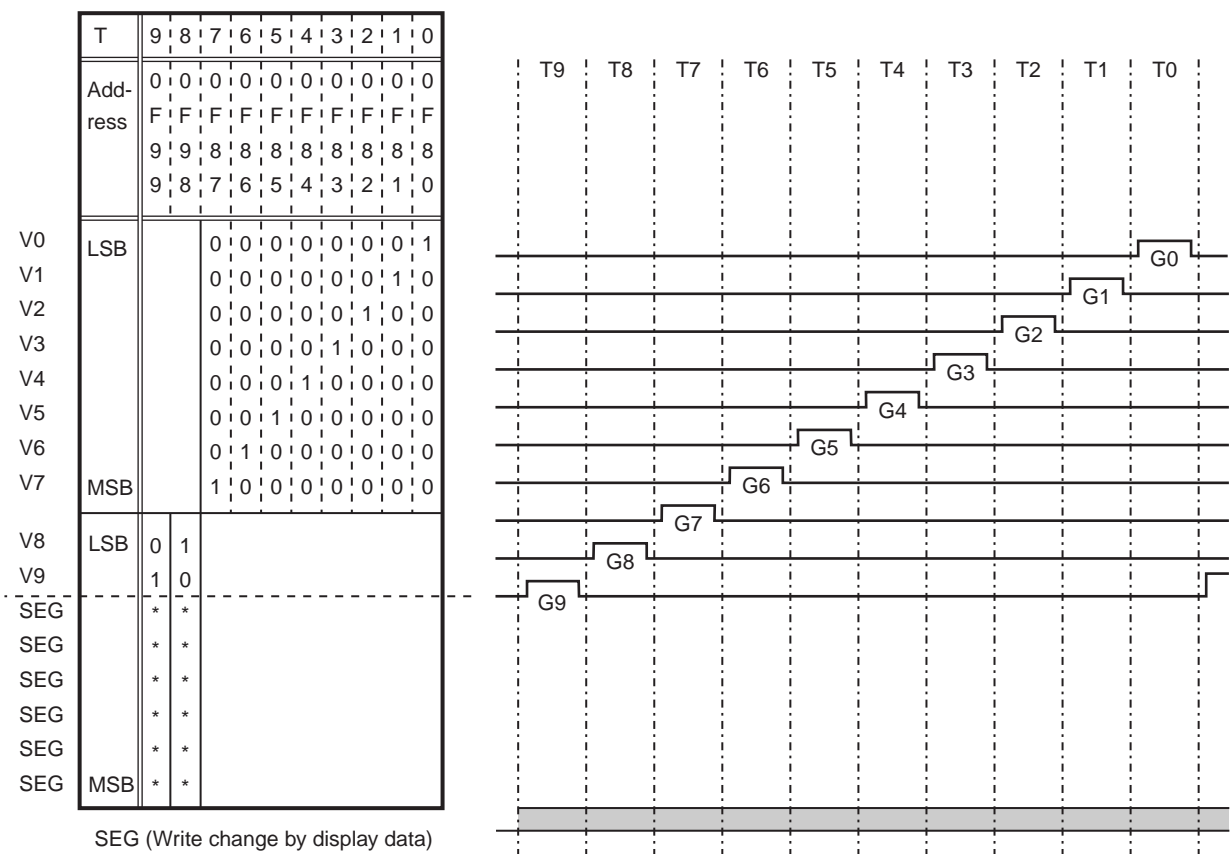 T 9 8 7 6 5 4 3 2 1 0
T9 T8 T7 T6 T5 T4 T3 T2 T1 T0
Add-
ress
0 0 0 0 0 0 0 0 0 0
F F F F F F F F F F
9 9 8 8 8 8 8 8 8 8
9 8 7 6 5 4 3 2 1 0
V0 LSB 0 0 0 0 0 0 0 1 G0
V1 0 0 0 0 0 0 1 0 G1
V2 0 0 0 0 0 1 0 0 G2
V3 0 0 0 0 1 0 0 0 G3
V4 0 0 0 1 0 0 0 0 G4
V5 0 0 1 0 0 0 0 0 G5
V6 0 1 0 0 0 0 0 0 G6
V7 MSB 1 0 0 0 0 0 0 0 G7
V8 LSB 0 1 G8
V9 1 0 G9
SEG * *
SEG * *
SEG * *
SEG * *
SEG * *
SEG MSB * *
SEG (Write change by display data)